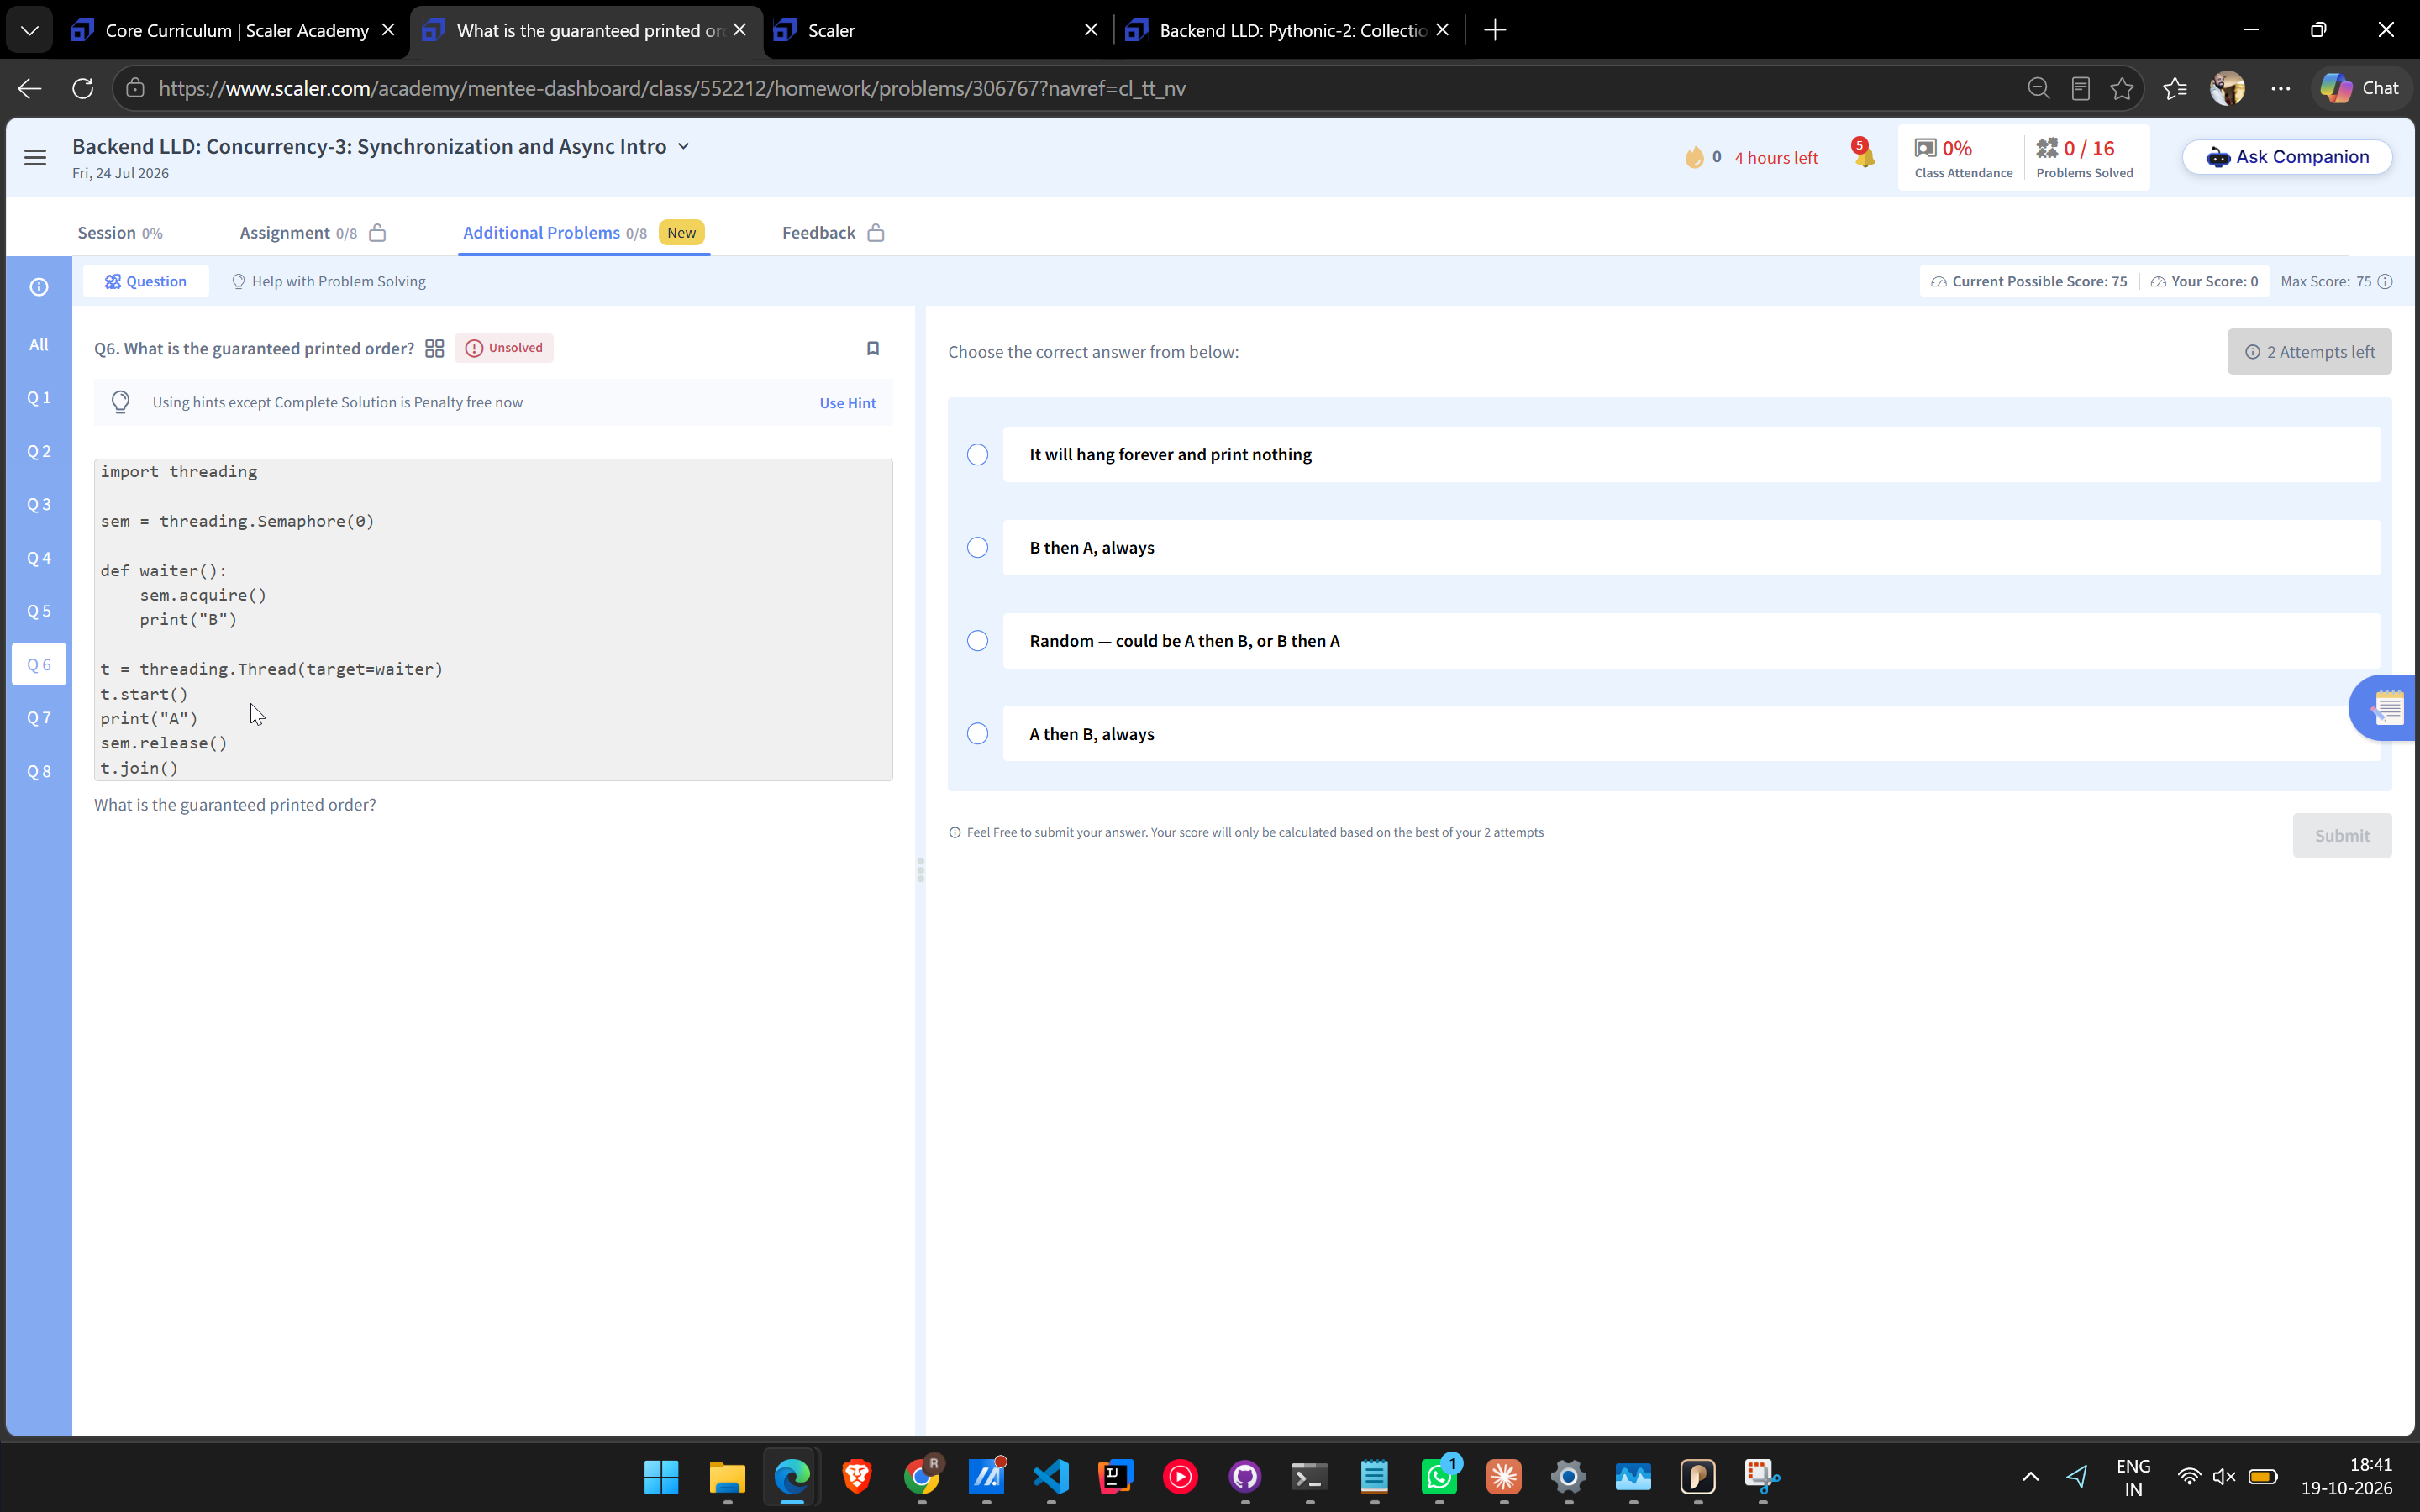 Core Curriculum | Scaler Academy
What is the guaranteed printed or
Scaler
Backend LLD: Pythonic-2: Collectio
https://www.scaler.com/academy/mentee-dashboard/class/552212/homework/problems/306767?navref=cl_tt_nv
Chat
Backend LLD: Concurrency-3: Synchronization and Async Intro
Fri, 24 Jul 2026
0
4 hours left
5
0%
Class Attendance
0 / 16
Problems Solved
Ask Companion
Session 0%
Assignment 0/8
Additional Problems 0/8 New
Feedback
Question
Help with Problem Solving
Current Possible Score: 75
Your Score: 0
Max Score: 75
All
Q 1
Q 2
Q 3
Q 4
Q 5
Q 6
Q 7
Q 8
Q6. What is the guaranteed printed order?
Unsolved
Using hints except Complete Solution is Penalty free now
Use Hint
import threading
sem = threading.Semaphore(0)
def waiter():
    sem.acquire()
    print("B")
t = threading.Thread(target=waiter)
t.start()
print("A")
sem.release()
t.join()
What is the guaranteed printed order?
Choose the correct answer from below:
2 Attempts left
It will hang forever and print nothing
B then A, always
Random — could be A then B, or B then A
A then B, always
Feel Free to submit your answer. Your score will only be calculated based on the best of your 2 attempts
Submit
R
IJ
1
ENG
IN
18:41
19-10-2026